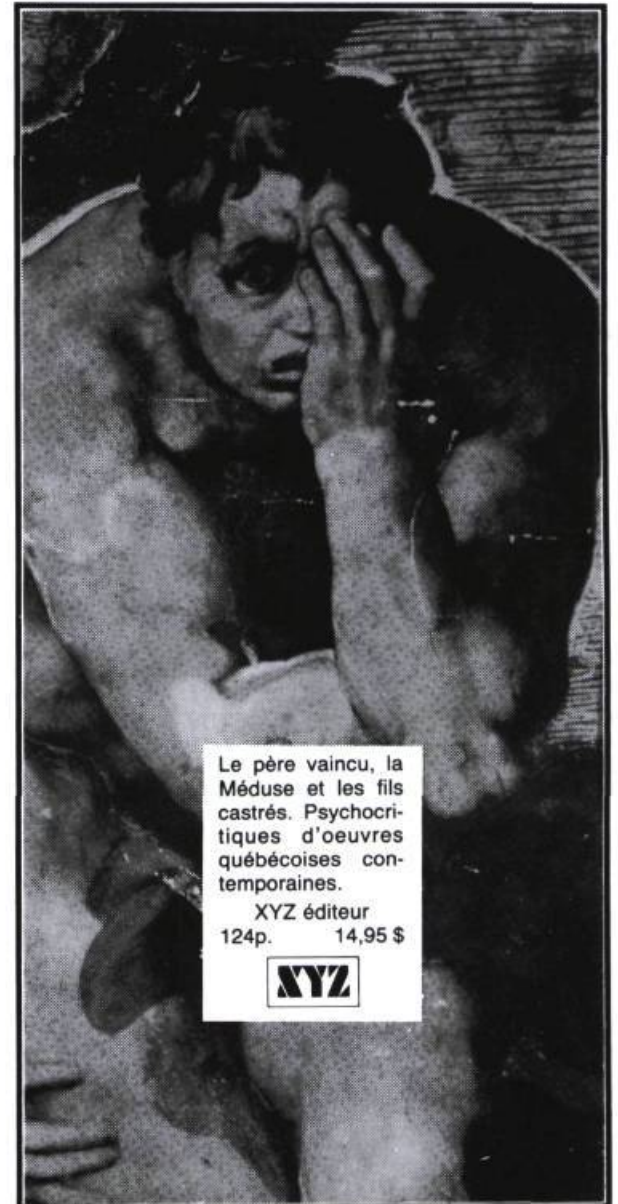 Le père vaincu, la
Méduse et les fils
castrés. Psychocri-
tiques d'oeuvres
québécoises con-
temporaines.
XYZ éditeur
124p. 14,95 $
XYZ